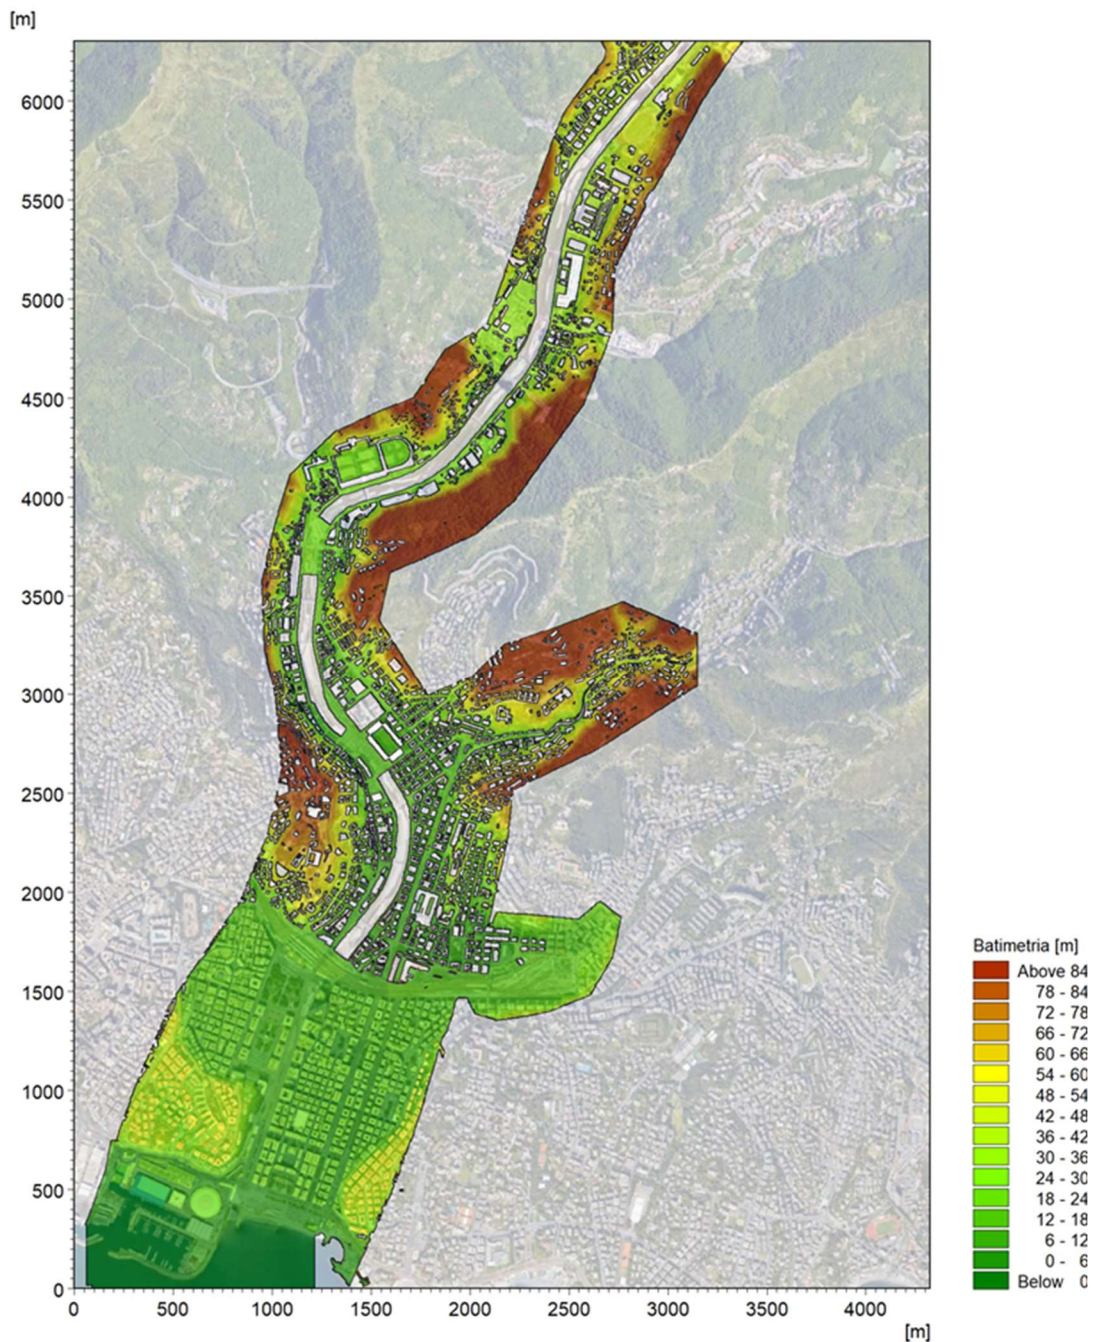 [m]
6000
5500
5000
4500
4000
3500
3000
2500
2000
1500
1000
500
0
0 500 1000 1500 2000 2500 3000 3500 4000
[m]
Batimetria [m]
Above 84
78 - 84
72 - 78
66 - 72
60 - 66
54 - 60
48 - 54
42 - 48
36 - 42
30 - 36
24 - 30
18 - 24
12 - 18
6 - 12
0 - 6
Below 0